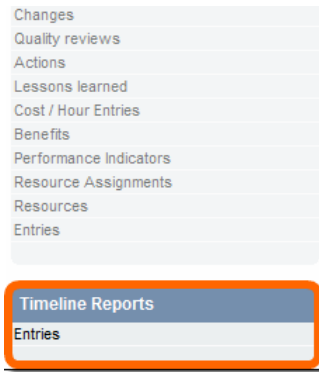 Changes
Quality reviews
Actions
Lessons learned
Cost / Hour Entries
Benefits
Performance Indicators
Resource Assignments
Resources
Entries
Timeline Reports
Entries